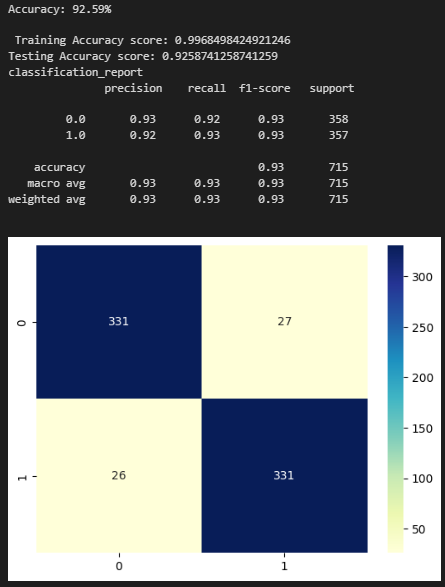 Accuracy: 92.59%
Training Accuracy score: 0.9968498424921246
Testing Accuracy score: 0.9258741258741259
classification_report
precision recall f1-score support
0.0 0.93 0.92 0.93 358
1.0 0.92 0.93 0.93 357
accuracy 0.93 715
macro avg 0.93 0.93 0.93 715
weighted avg 0.93 0.93 0.93 715
0 331 27
1 26 331
0 1
300
250
200
150
100
50